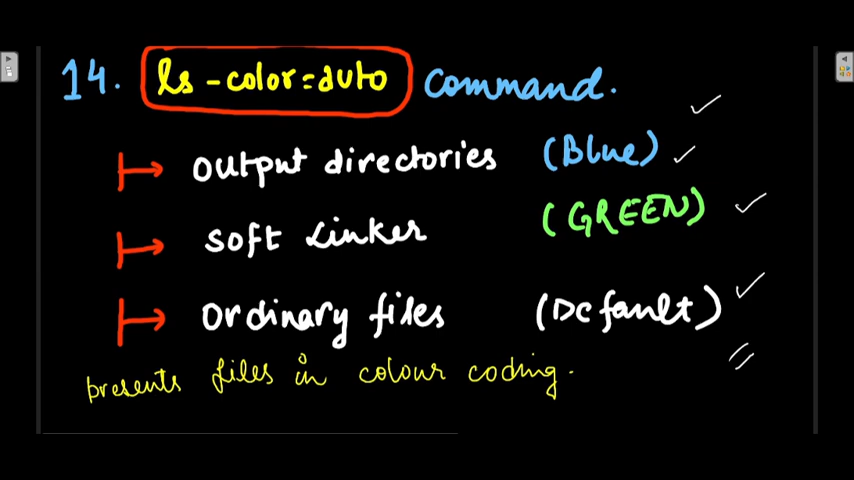 14. ls -color=auto command.
output directories (Blue)
soft linker (GREEN)
ordinary files (Default)
presents files in colour coding.